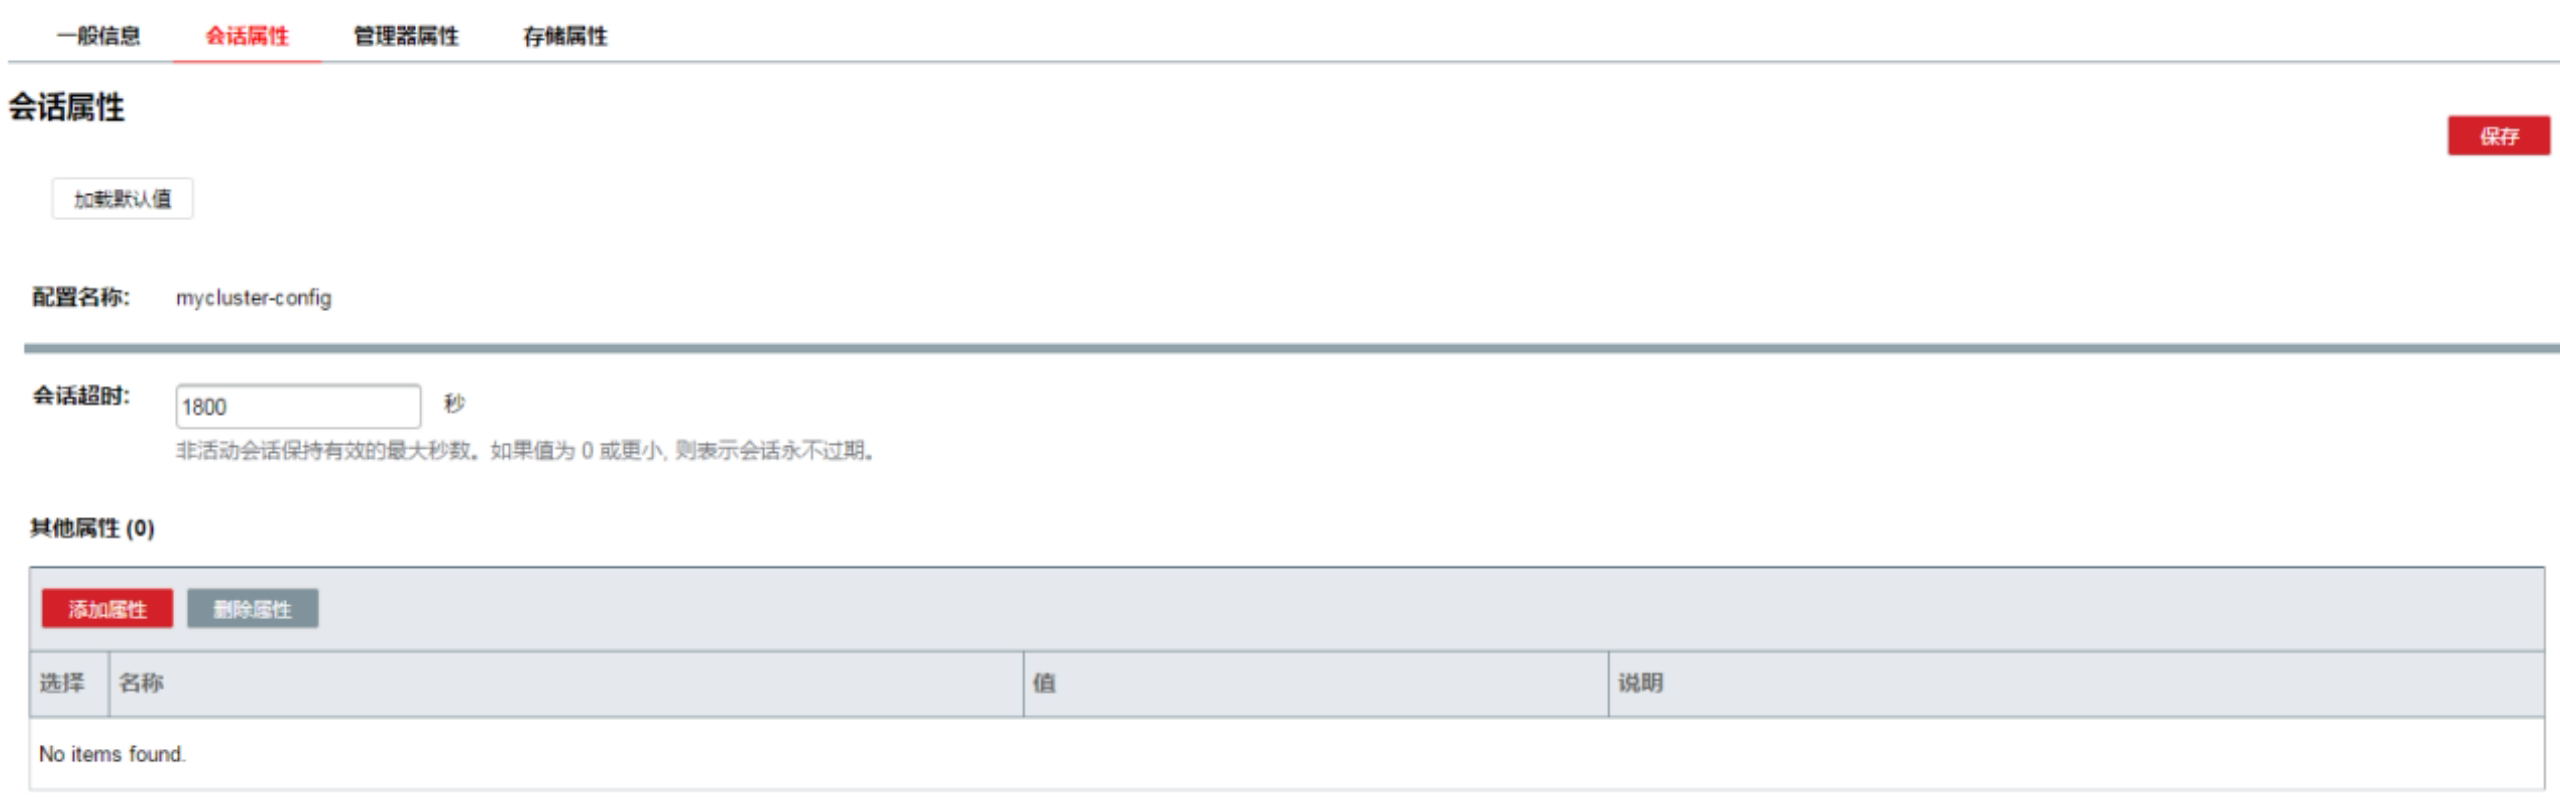 一般信息 会话属性 管理器属性 存储属性
会话属性
保存
加载默认值
配置名称: mycluster-config
会话超时: 1800 秒
非活动会话保持有效的最大秒数。如果值为 0 或更小, 则表示会话永不过期。
其他属性 (0)
添加属性 删除属性
选择 名称 值 说明
No items found.